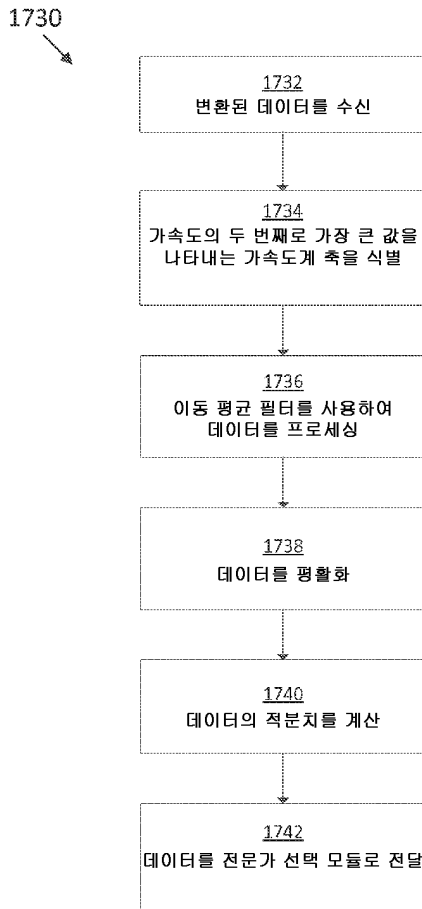 1730
1732
변환된 데이터를 수신
1734
가속도의 두 번째로 가장 큰 값을
나타내는 가속도계 축을 식별
1736
이동 평균 필터를 사용하여
데이터를 프로세싱
1738
데이터를 평활화
1740
데이터의 적분치를 계산
1742
데이터를 전문가 선택 모듈로 전달